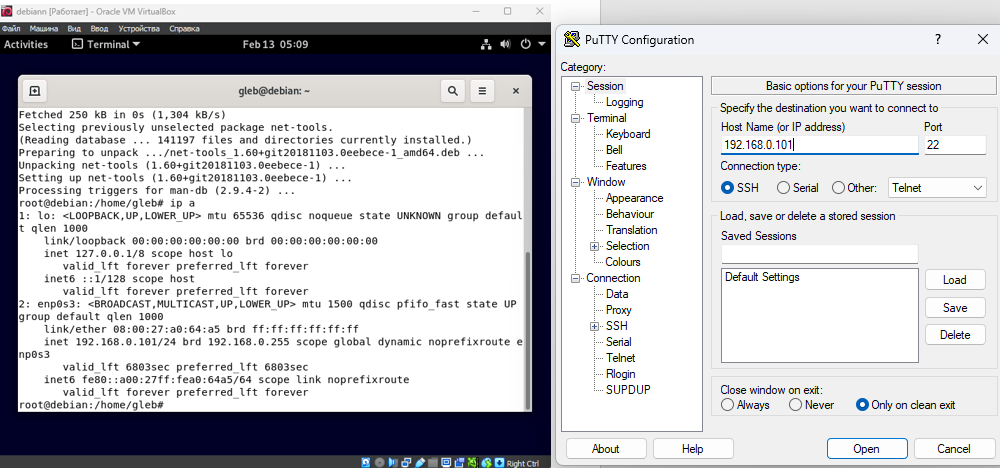 debiann [Работает] - Oracle VM VirtualBox
Файл Машина Вид Ввод Устройства Справка
Activities Terminal Feb 13 05:09
gleb@debian: ~
Fetched 250 kB in 0s (1,304 kB/s)
Selecting previously unselected package net-tools.
(Reading database ... 141197 files and directories currently installed.)
Preparing to unpack .../net-tools_1.60+git20181103.0eebece-1_amd64.deb ...
Unpacking net-tools (1.60+git20181103.0eebece-1) ...
Setting up net-tools (1.60+git20181103.0eebece-1) ...
Processing triggers for man-db (2.9.4-2) ...
root@debian:/home/gleb# ip a
1: lo: <LOOPBACK,UP,LOWER_UP> mtu 65536 qdisc noqueue state UNKNOWN group defaul
t qlen 1000
link/loopback 00:00:00:00:00:00 brd 00:00:00:00:00:00
inet 127.0.0.1/8 scope host lo
valid_lft forever preferred_lft forever
inet6 ::1/128 scope host
valid_lft forever preferred_lft forever
2: enp0s3: <BROADCAST,MULTICAST,UP,LOWER_UP> mtu 1500 qdisc pfifo_fast state UP
group default qlen 1000
link/ether 08:00:27:a0:64:a5 brd ff:ff:ff:ff:ff:ff
inet 192.168.0.101/24 brd 192.168.0.255 scope global dynamic noprefixroute e
np0s3
valid_lft 6803sec preferred_lft 6803sec
inet6 fe80::a00:27ff:fea0:64a5/64 scope link noprefixroute
valid_lft forever preferred_lft forever
root@debian:/home/gleb#
Right Ctrl
PuTTY Configuration
Category:
Session
Logging
Terminal
Keyboard
Bell
Features
Window
Appearance
Behaviour
Translation
Selection
Colours
Connection
Data
Proxy
SSH
Serial
Telnet
Rlogin
SUPDUP
Basic options for your PuTTY session
Specify the destination you want to connect to
Host Name (or IP address) Port
192.168.0.101 22
Connection type:
SSH Serial Other: Telnet
Load, save or delete a stored session
Saved Sessions
Default Settings
Load
Save
Delete
Close window on exit:
Always Never Only on clean exit
About Help Open Cancel